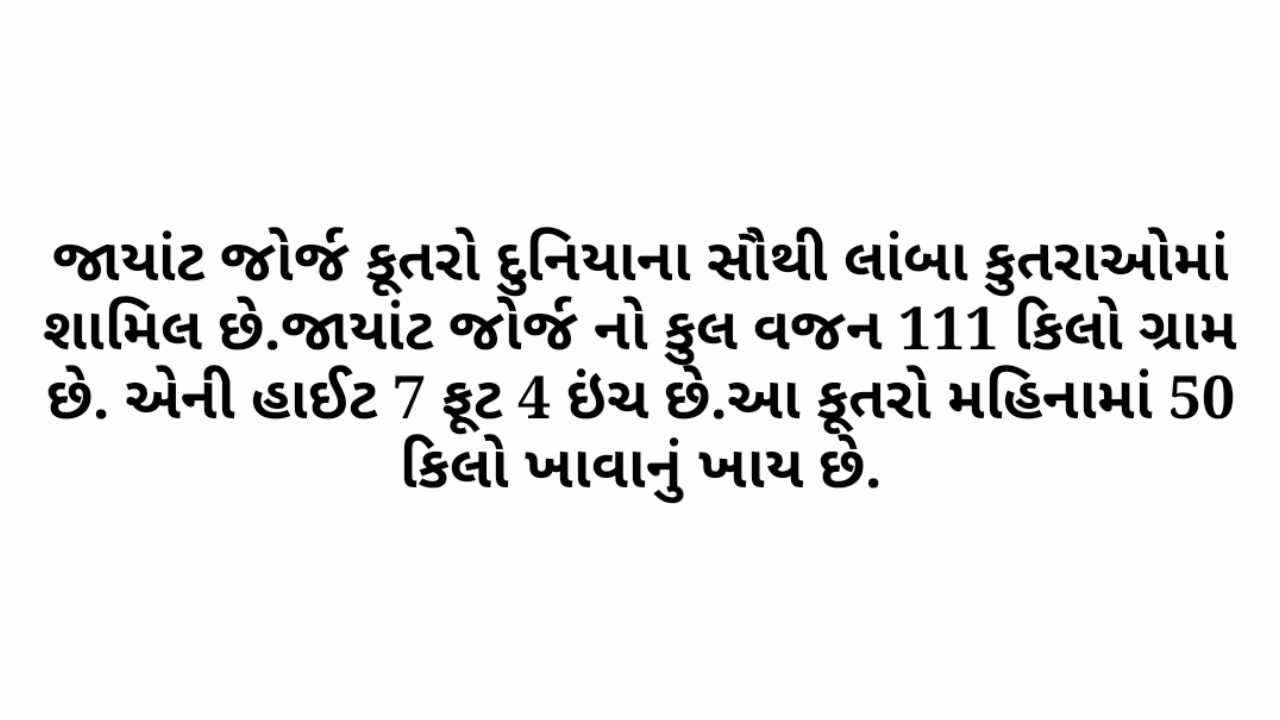 જાયાંટ જોર્જ કૂતરો દુનિયાના સૌથી લાંબા કુતરાઓમાં
શામિલ છે.જાયાંટ જોર્જ નો કુલ વજન 111 કિલો ગ્રામ
છે. એની હાઈટ 7 ફૂટ 4 ઇંચ છે.આ કૂતરો મહિનામાં 50
કિલો ખાવાનું ખાય છે.